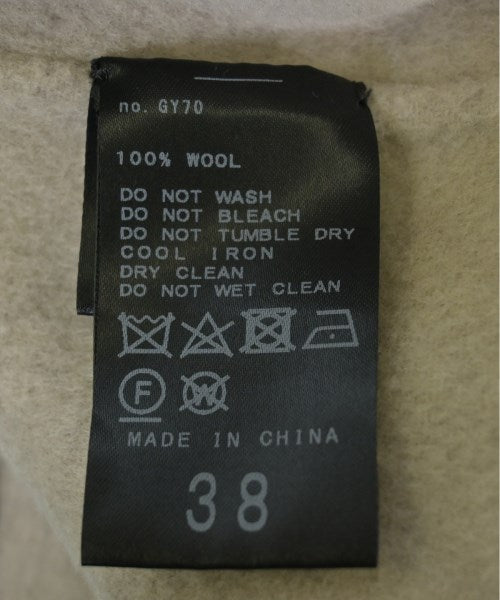 no. GY70
100% WOOL
DO NOT WASH
DO NOT BLEACH
DO NOT TUMBLE DRY
COOL IRON
DRY CLEAN
DO NOT WET CLEAN
F W
MADE IN CHINA
38